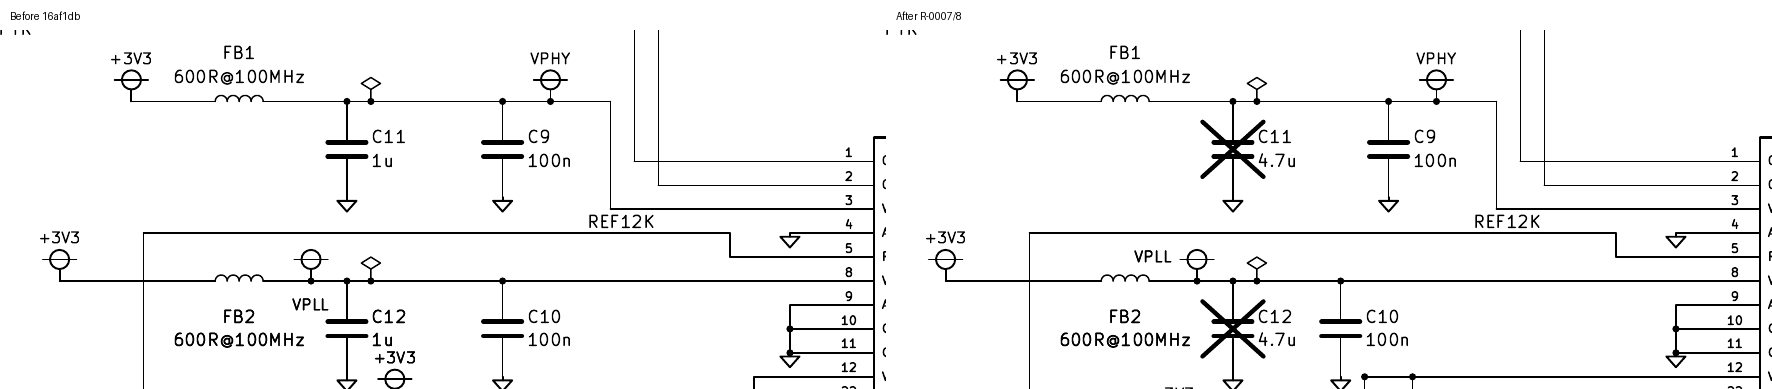 Before 16af1db
After R-0007/8
+3V3
FB1
600R@100MHz
VPHY
C11
1u
C9
100n
1
2
3
REF12K
4
5
8
9
10
11
12
+3V3
VPLL
FB2
600R@100MHz
C12
1u
+3V3
C10
100n
+3V3
FB1
600R@100MHz
VPHY
C11
4.7u
C9
100n
1
2
3
REF12K
4
5
8
9
10
11
12
+3V3
VPLL
FB2
600R@100MHz
C12
4.7u
C10
100n